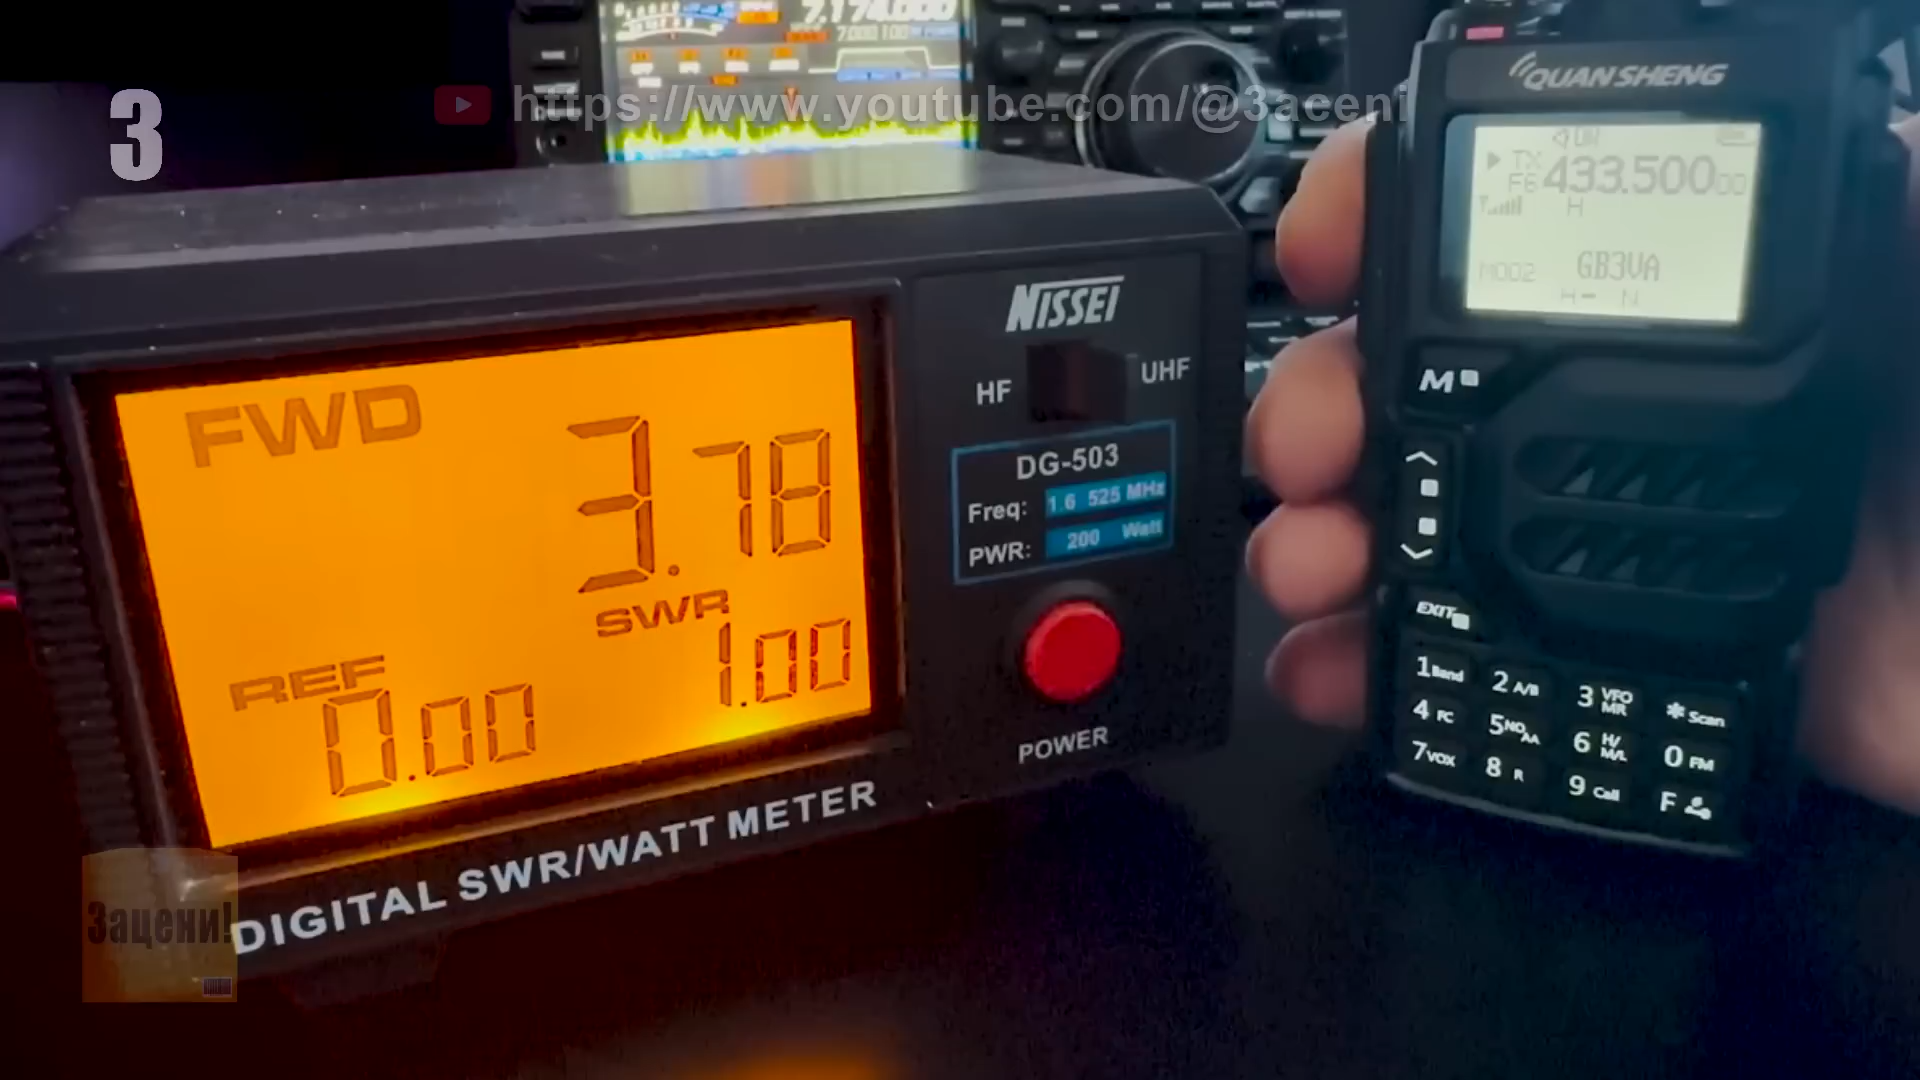 3
https://www.youtube.com/@3aceni
7.174.000
QUANSHENG
TX
F6
433.50000
H
M002
GB3VA
H- N
NISSEI
HF
UHF
DG-503
Freq: 1.6 525 MHz
PWR: 200 Watt
POWER
FWD
3.78
SWR
1.00
REF
0.00
DIGITAL SWR/WATT METER
M
EXIT
1 Band
2 A/B
3 VFO MR
* Scan
4 FC
5 NOAA
6 H/M/L
0 FM
7 VOX
8 R
9 Call
F
Зацени!